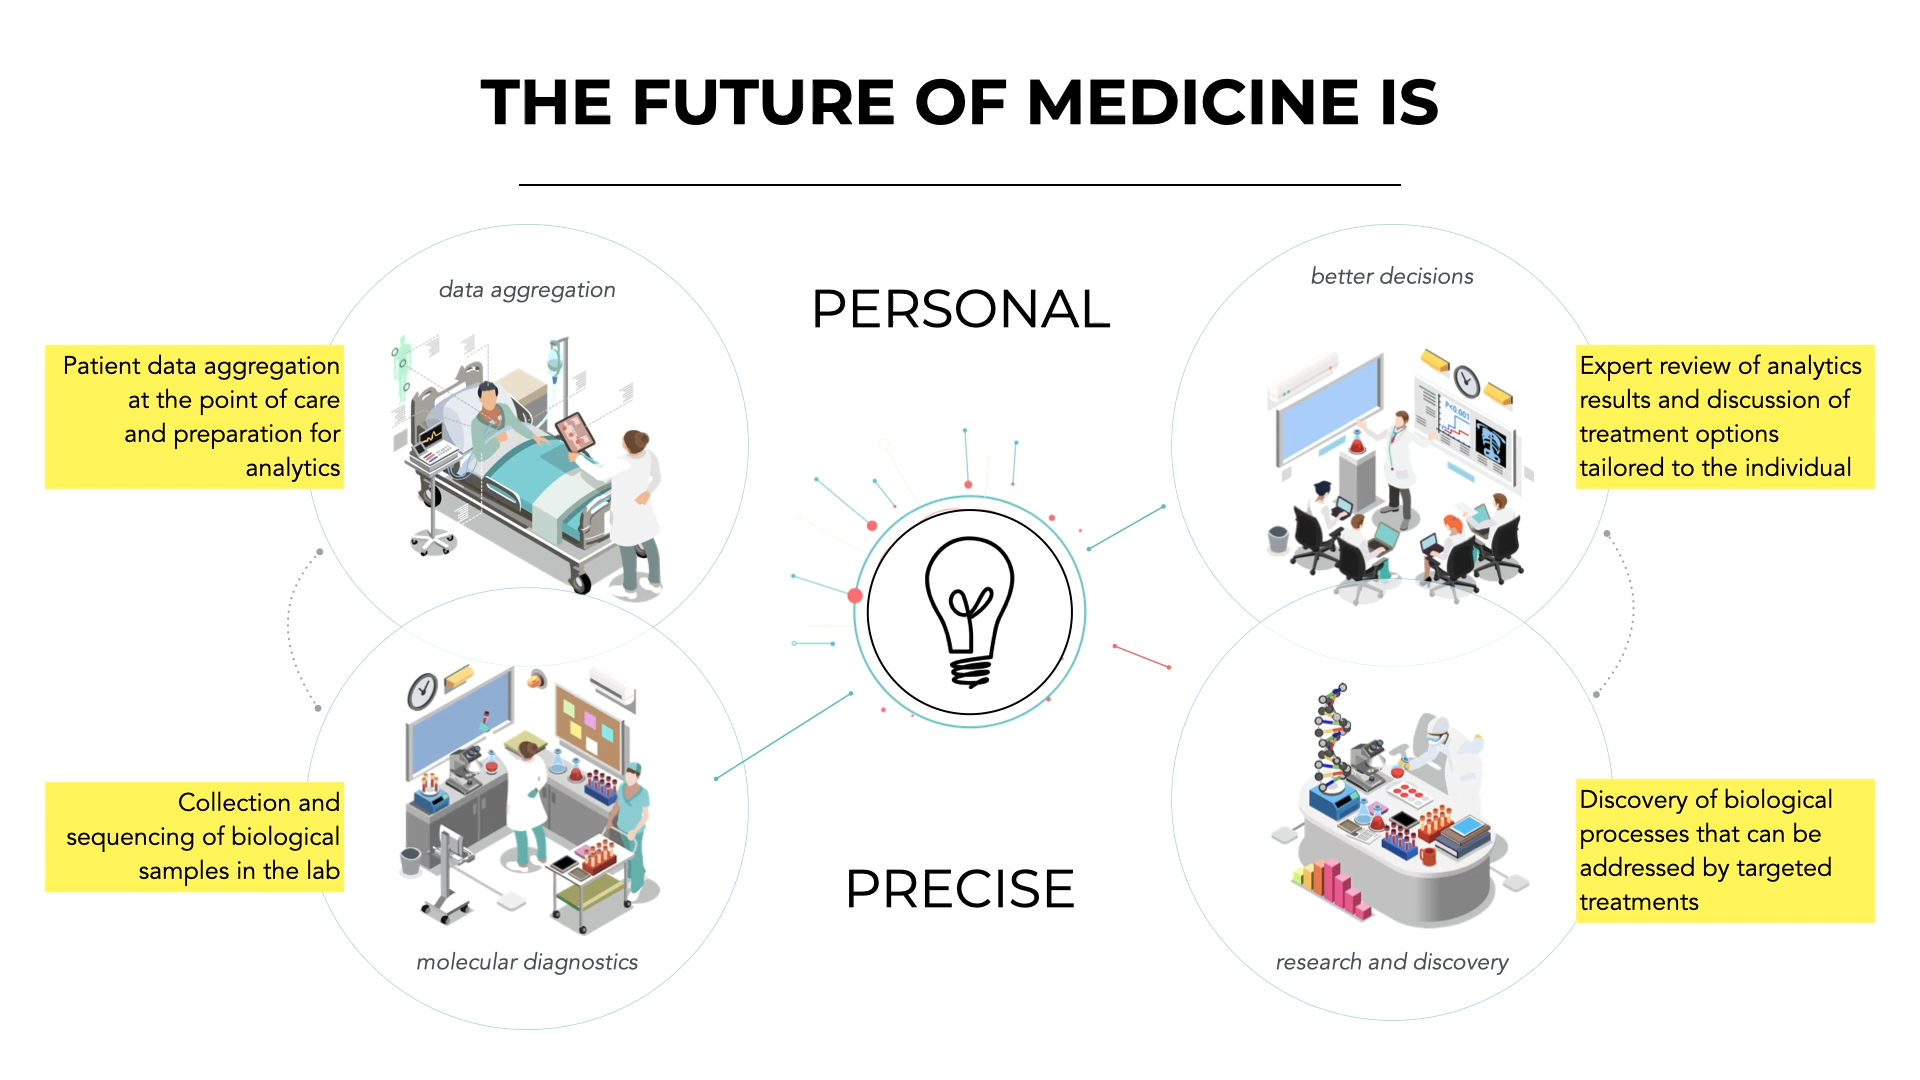 THE FUTURE OF MEDICINE IS
data aggregation
Patient data aggregation
at the point of care
and preparation for
analytics
PERSONAL
better decisions
P<0.001
Expert review of analytics
results and discussion of
treatment options
tailored to the individual
Collection and
sequencing of biological
samples in the lab
molecular diagnostics
PRECISE
Discovery of biological
processes that can be
addressed by targeted
treatments
research and discovery